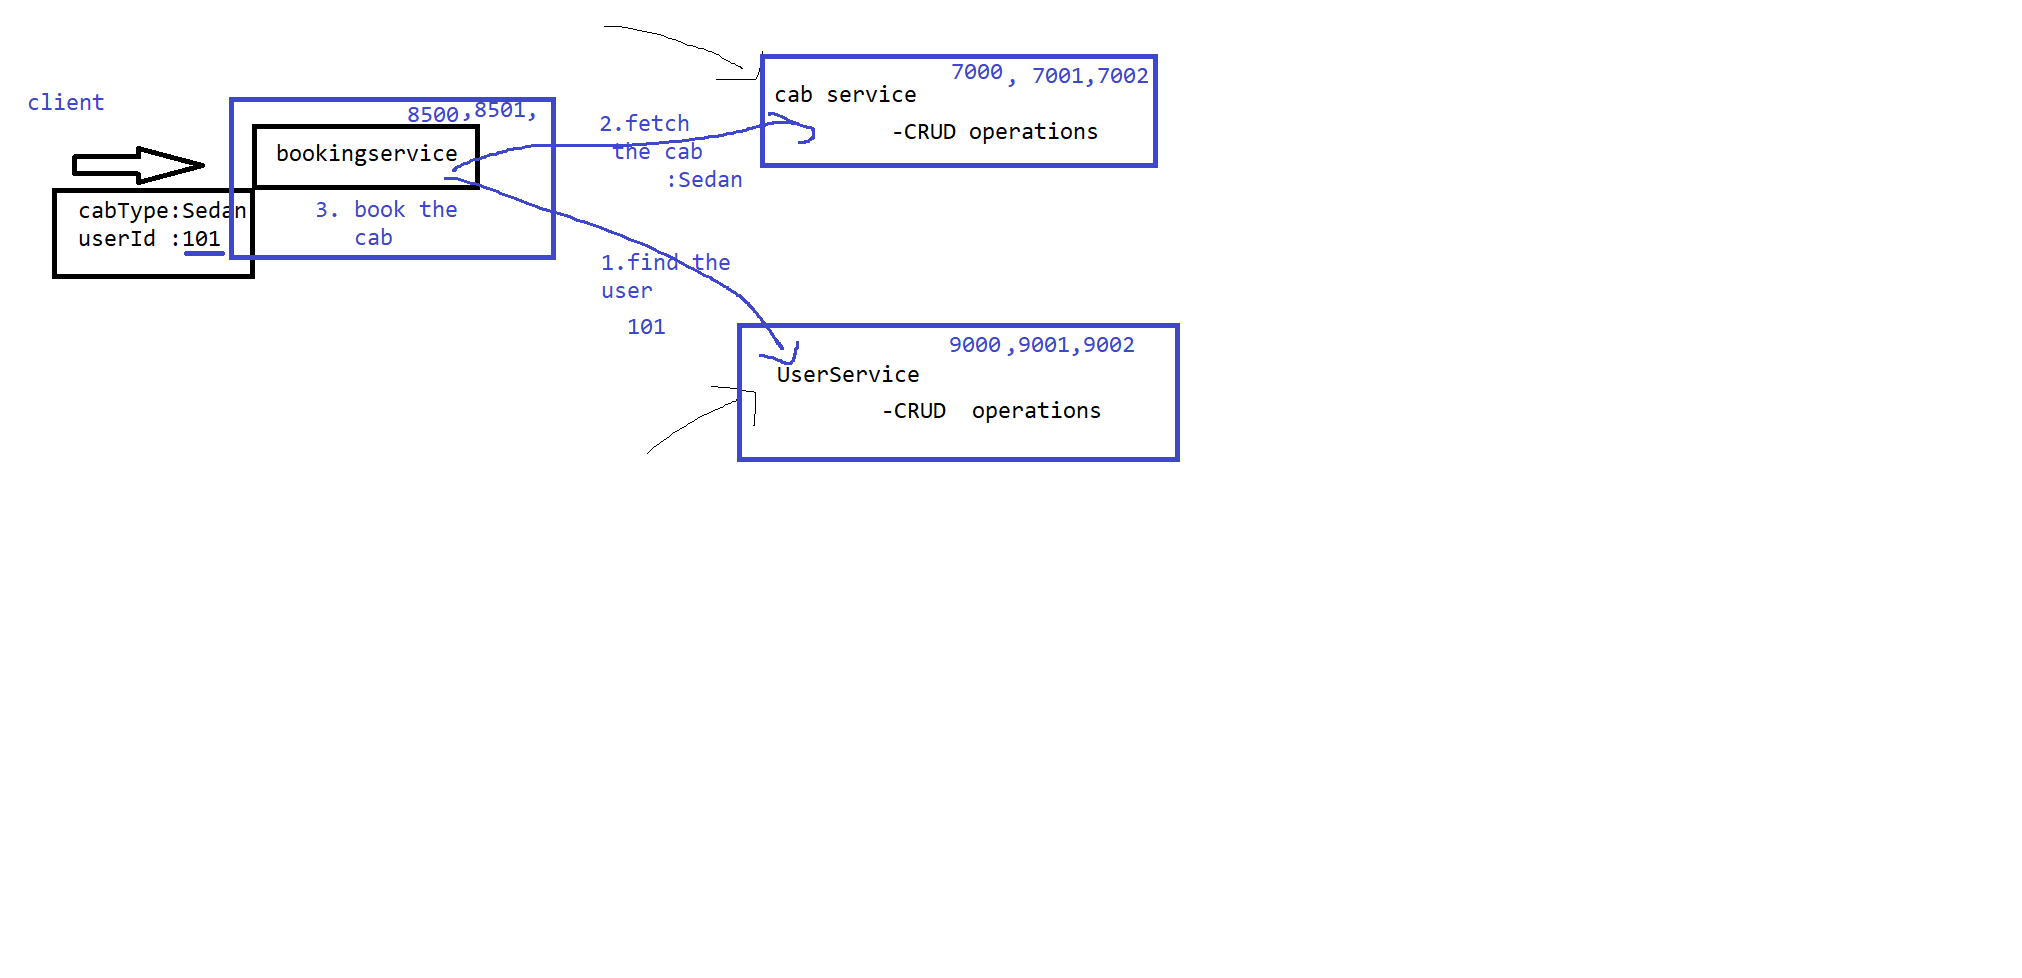 client
8500,8501,
bookingservice
cabType:Sedan
userId :101
3. book the
cab
2.fetch
the cab
:Sedan
7000, 7001,7002
cab service
-CRUD operations
1.find the
user
101
9000,9001,9002
UserService
-CRUD operations